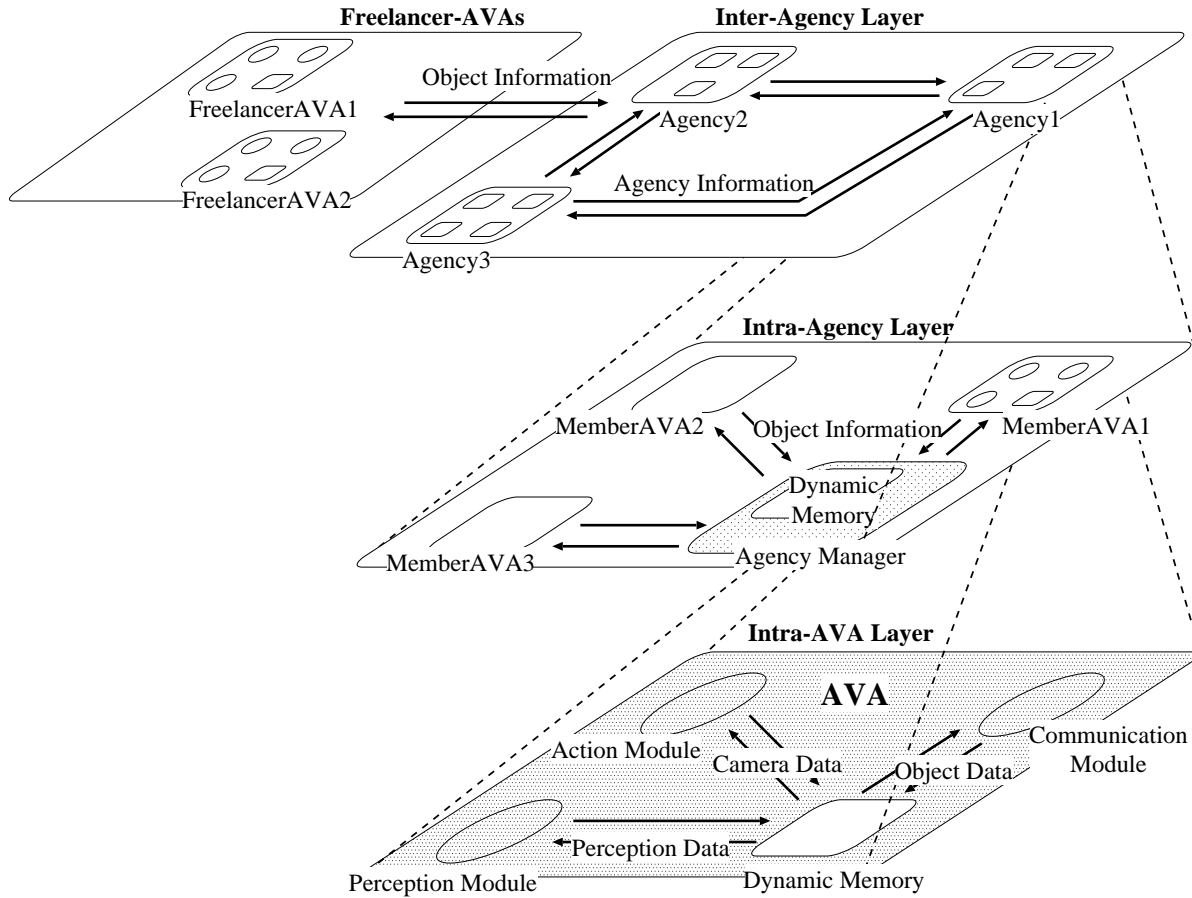 Freelancer-AVAs
Inter-Agency Layer
Object Information
FreelancerAVA1
Agency2
Agency1
FreelancerAVA2
Agency Information
Agency3
Intra-Agency Layer
MemberAVA2
Object Information
MemberAVA1
Dynamic
Memory
MemberAVA3
Agency Manager
Intra-AVA Layer
AVA
Action Module
Camera Data
Object Data
Communication
Module
Perception Data
Perception Module
Dynamic Memory